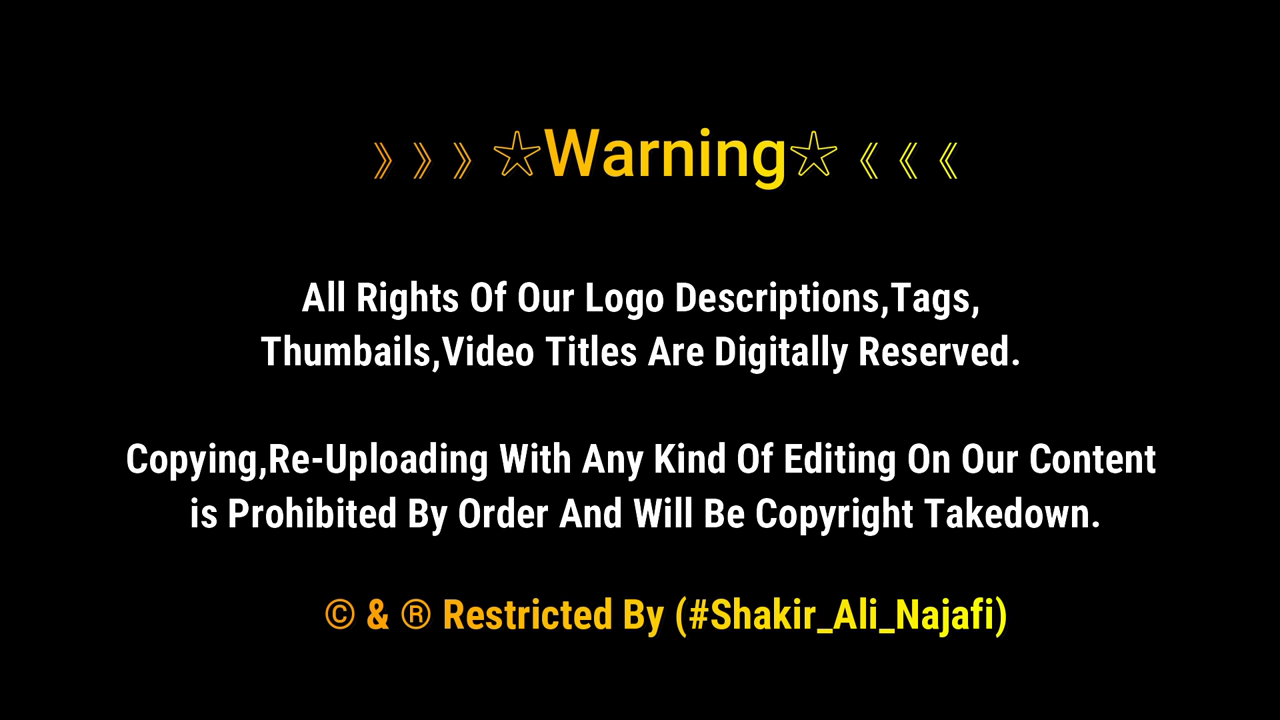 》》》☆Warning☆《《《
All Rights Of Our Logo Descriptions,Tags,
Thumbails,Video Titles Are Digitally Reserved.
Copying,Re-Uploading With Any Kind Of Editing On Our Content
is Prohibited By Order And Will Be Copyright Takedown.
© & ® Restricted By (#Shakir_Ali_Najafi)